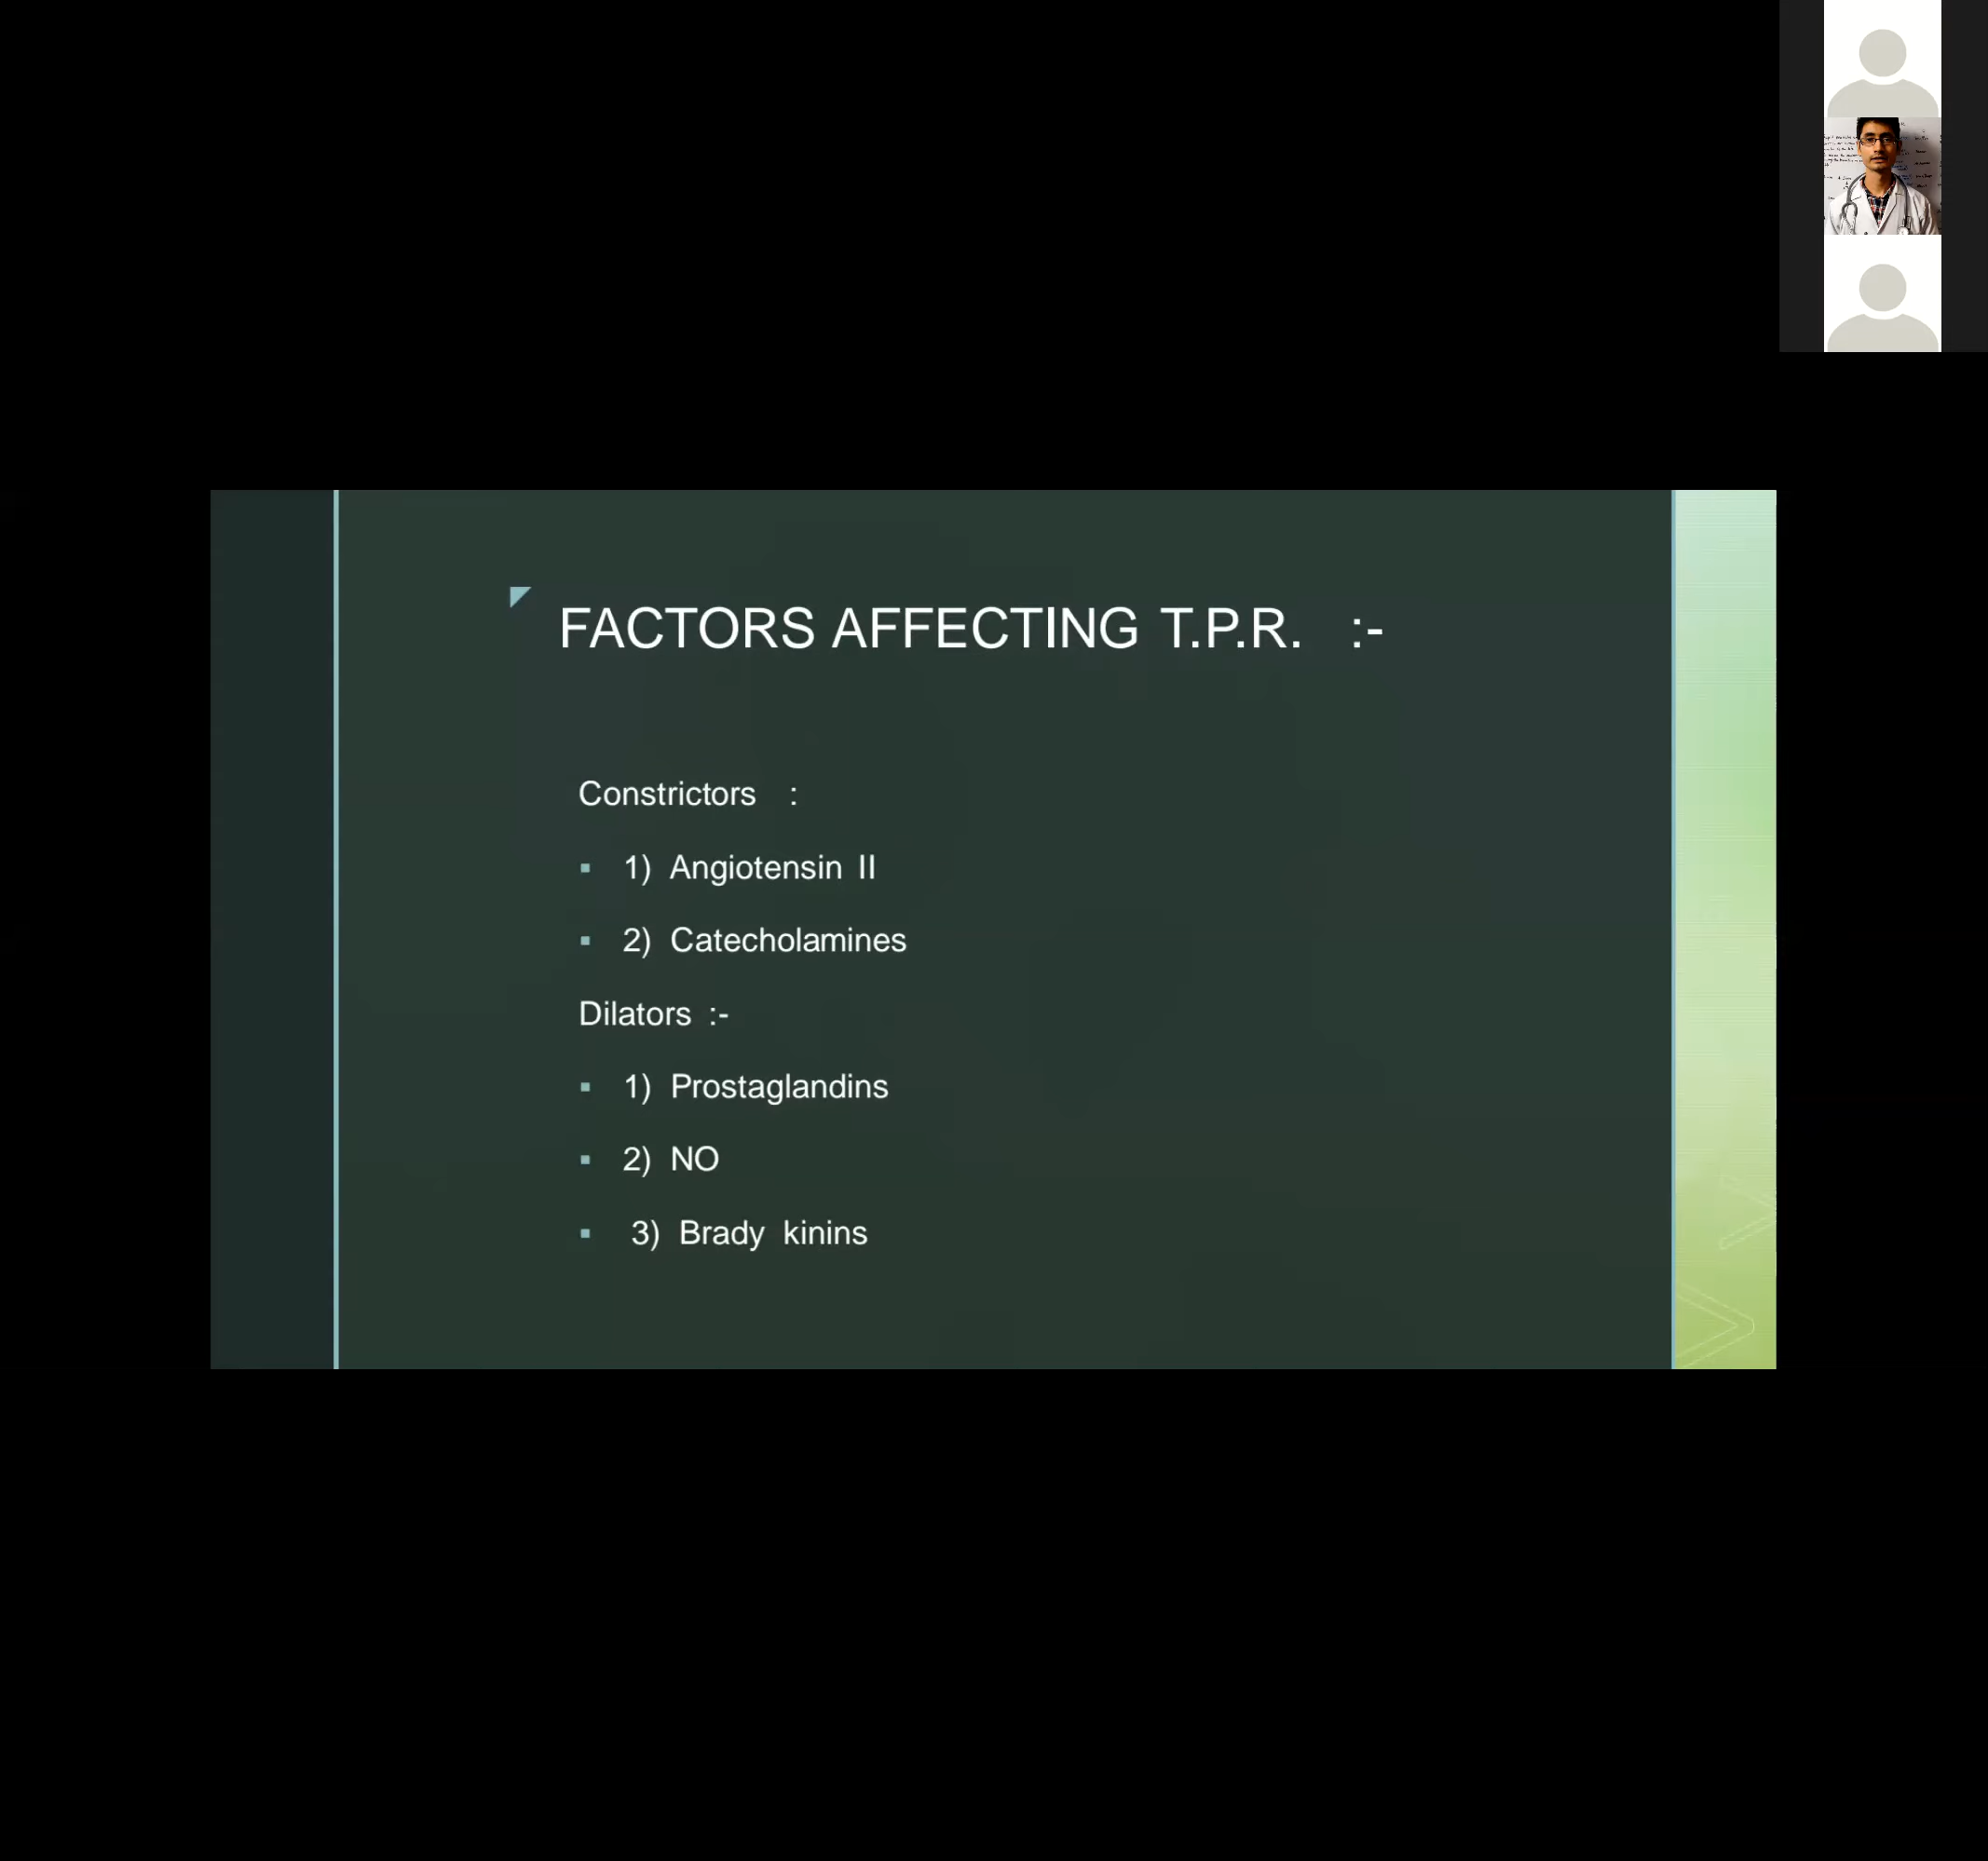 FACTORS AFFECTING T.P.R. :-
Constrictors :
▪ 1) Angiotensin II
▪ 2) Catecholamines
Dilators :-
▪ 1) Prostaglandins
▪ 2) NO
▪ 3) Brady kinins